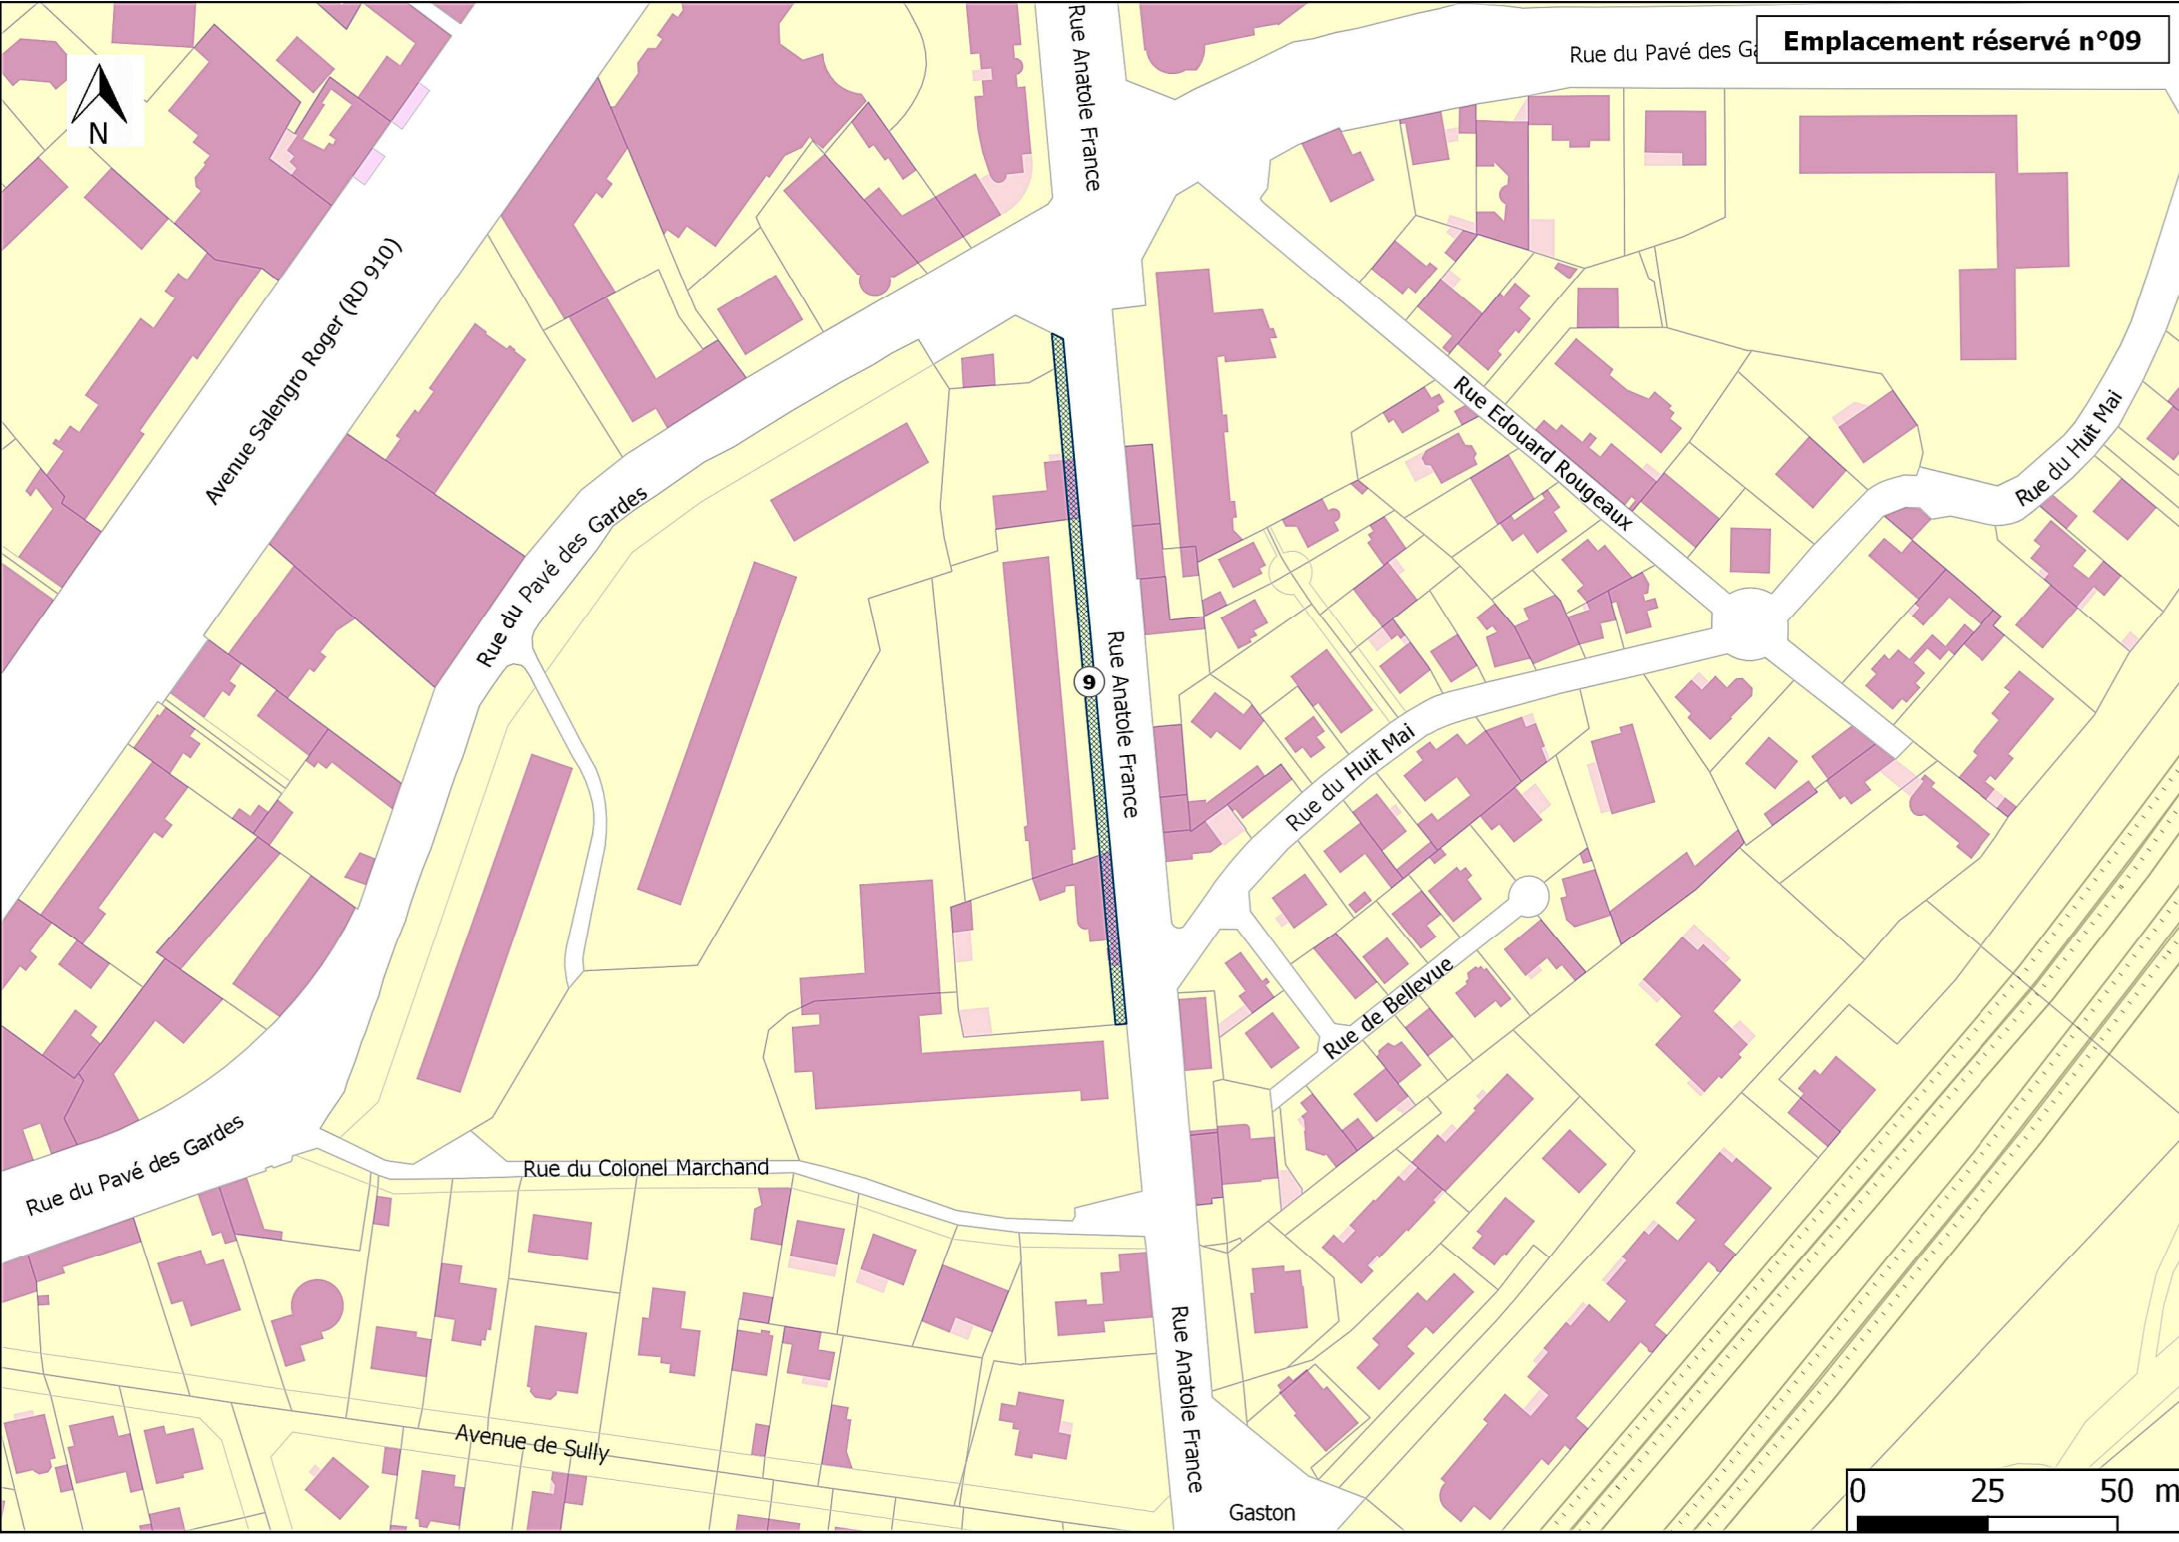 Rue Anatole France
Rue du Pavé des Ga
Emplacement réservé n°09
N
Avenue Salengro Roger (RD 910)
Rue Edouard Rougeaux
Rue du Huit Mai
Rue du Pavé des Gardes
9
Rue Anatole France
Rue du Huit Mai
Rue de Bellevue
Rue du Pavé des Gardes
Rue du Colonel Marchand
Rue Anatole France
Avenue de Sully
Gaston
0 25 50 m